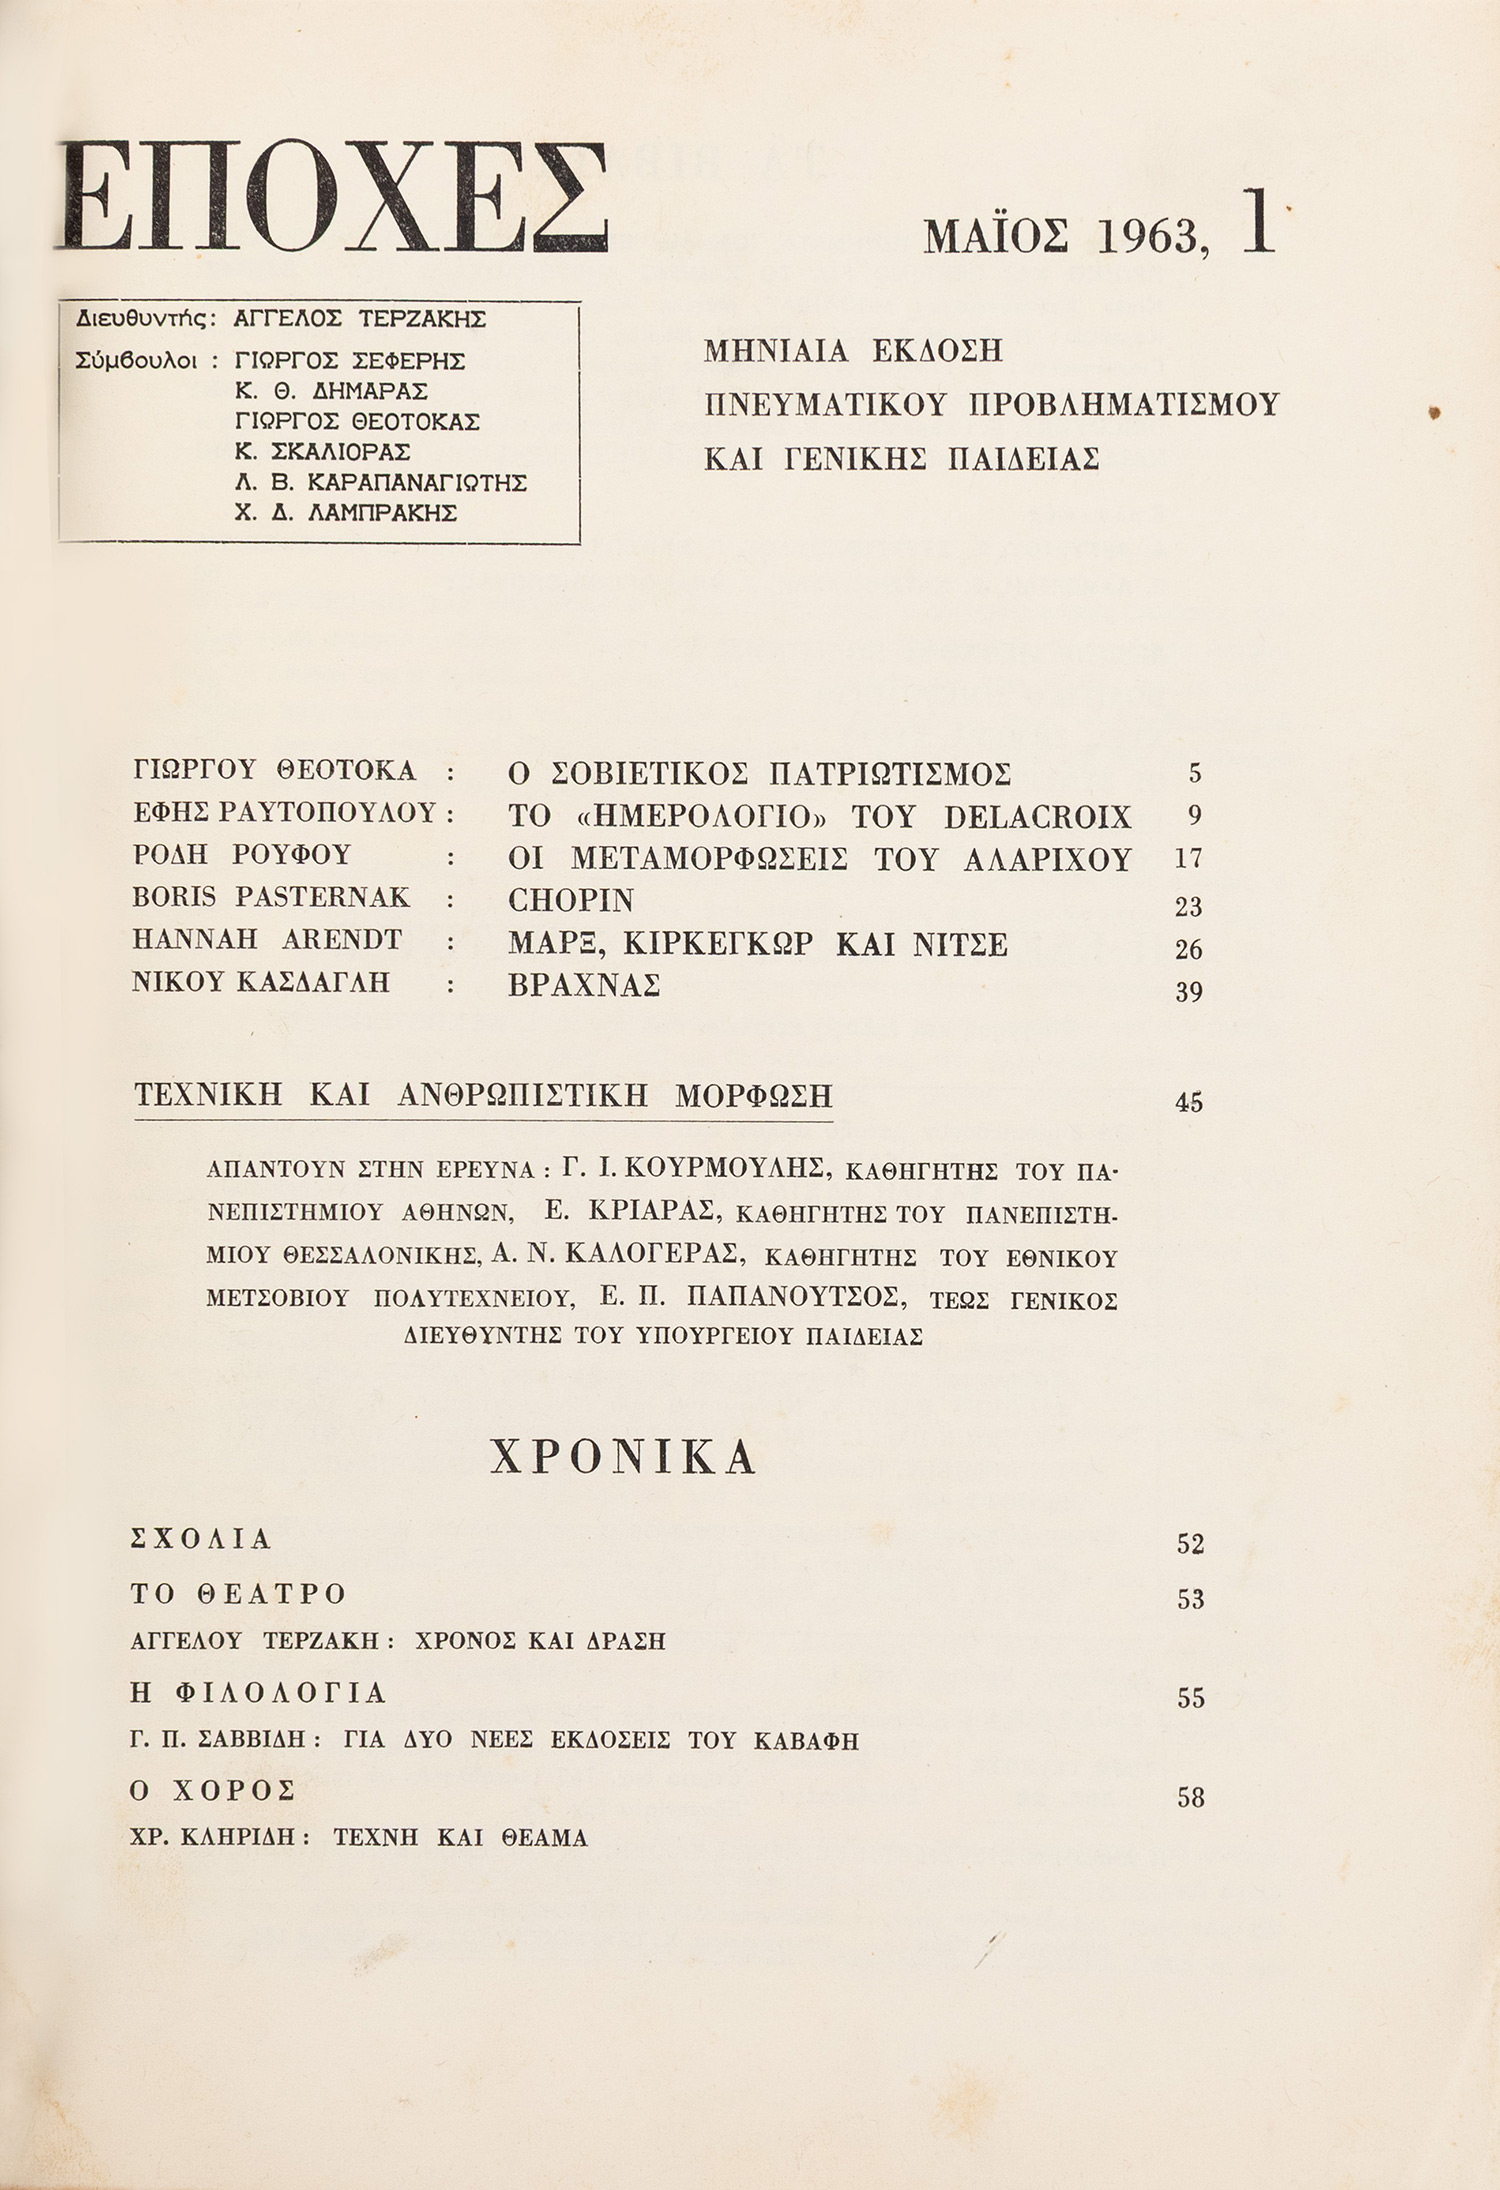 ΕΠΟΧΕΣ
ΜΑΪΟΣ 1963, 1
Διευθυντής: ΑΓΓΕΛΟΣ ΤΕΡΖΑΚΗΣ
Σύμβουλοι : ΓΙΩΡΓΟΣ ΣΕΦΕΡΗΣ
Κ. Θ. ΔΗΜΑΡΑΣ
ΓΙΩΡΓΟΣ ΘΕΟΤΟΚΑΣ
Κ. ΣΚΑΛΙΟΡΑΣ
Λ. Β. ΚΑΡΑΠΑΝΑΓΙΩΤΗΣ
Χ. Δ. ΛΑΜΠΡΑΚΗΣ
ΜΗΝΙΑΙΑ ΕΚΔΟΣΗ
ΠΝΕΥΜΑΤΙΚΟΥ ΠΡΟΒΛΗΜΑΤΙΣΜΟΥ
ΚΑΙ ΓΕΝΙΚΗΣ ΠΑΙΔΕΙΑΣ
ΓΙΩΡΓΟΥ ΘΕΟΤΟΚΑ : Ο ΣΟΒΙΕΤΙΚΟΣ ΠΑΤΡΙΩΤΙΣΜΟΣ 5
ΕΦΗΣ ΡΑΥΤΟΠΟΥΛΟΥ : ΤΟ «ΗΜΕΡΟΛΟΓΙΟ» ΤΟΥ DELACROIX 9
ΡΟΔΗ ΡΟΥΦΟΥ : ΟΙ ΜΕΤΑΜΟΡΦΩΣΕΙΣ ΤΟΥ ΑΛΑΡΙΧΟΥ 17
BORIS PASTERNAK : CHOPIN 23
HANNAH ARENDT : ΜΑΡΞ, ΚΙΡΚΕΓΚΩΡ ΚΑΙ ΝΙΤΣΕ 26
ΝΙΚΟΥ ΚΑΣΔΑΓΛΗ : ΒΡΑΧΝΑΣ 39
ΤΕΧΝΙΚΗ ΚΑΙ ΑΝΘΡΩΠΙΣΤΙΚΗ ΜΟΡΦΩΣΗ 45
ΑΠΑΝΤΟΥΝ ΣΤΗΝ ΕΡΕΥΝΑ : Γ. Ι. ΚΟΥΡΜΟΥΛΗΣ, ΚΑΘΗΓΗΤΗΣ ΤΟΥ ΠΑ-
ΝΕΠΙΣΤΗΜΙΟΥ ΑΘΗΝΩΝ, Ε. ΚΡΙΑΡΑΣ, ΚΑΘΗΓΗΤΗΣ ΤΟΥ ΠΑΝΕΠΙΣΤΗ-
ΜΙΟΥ ΘΕΣΣΑΛΟΝΙΚΗΣ, Α. Ν. ΚΑΛΟΓΕΡΑΣ, ΚΑΘΗΓΗΤΗΣ ΤΟΥ ΕΘΝΙΚΟΥ
ΜΕΤΣΟΒΙΟΥ ΠΟΛΥΤΕΧΝΕΙΟΥ, Ε. Π. ΠΑΠΑΝΟΥΤΣΟΣ, ΤΕΩΣ ΓΕΝΙΚΟΣ
ΔΙΕΥΘΥΝΤΗΣ ΤΟΥ ΥΠΟΥΡΓΕΙΟΥ ΠΑΙΔΕΙΑΣ
ΧΡΟΝΙΚΑ
ΣΧΟΛΙΑ 52
ΤΟ ΘΕΑΤΡΟ 53
ΑΓΓΕΛΟΥ ΤΕΡΖΑΚΗ : ΧΡΟΝΟΣ ΚΑΙ ΔΡΑΣΗ
Η ΦΙΛΟΛΟΓΙΑ 55
Γ. Π. ΣΑΒΒΙΔΗ : ΓΙΑ ΔΥΟ ΝΕΕΣ ΕΚΔΟΣΕΙΣ ΤΟΥ ΚΑΒΑΦΗ
Ο ΧΟΡΟΣ 58
ΧΡ. ΚΛΗΡΙΔΗ : ΤΕΧΝΗ ΚΑΙ ΘΕΑΜΑ